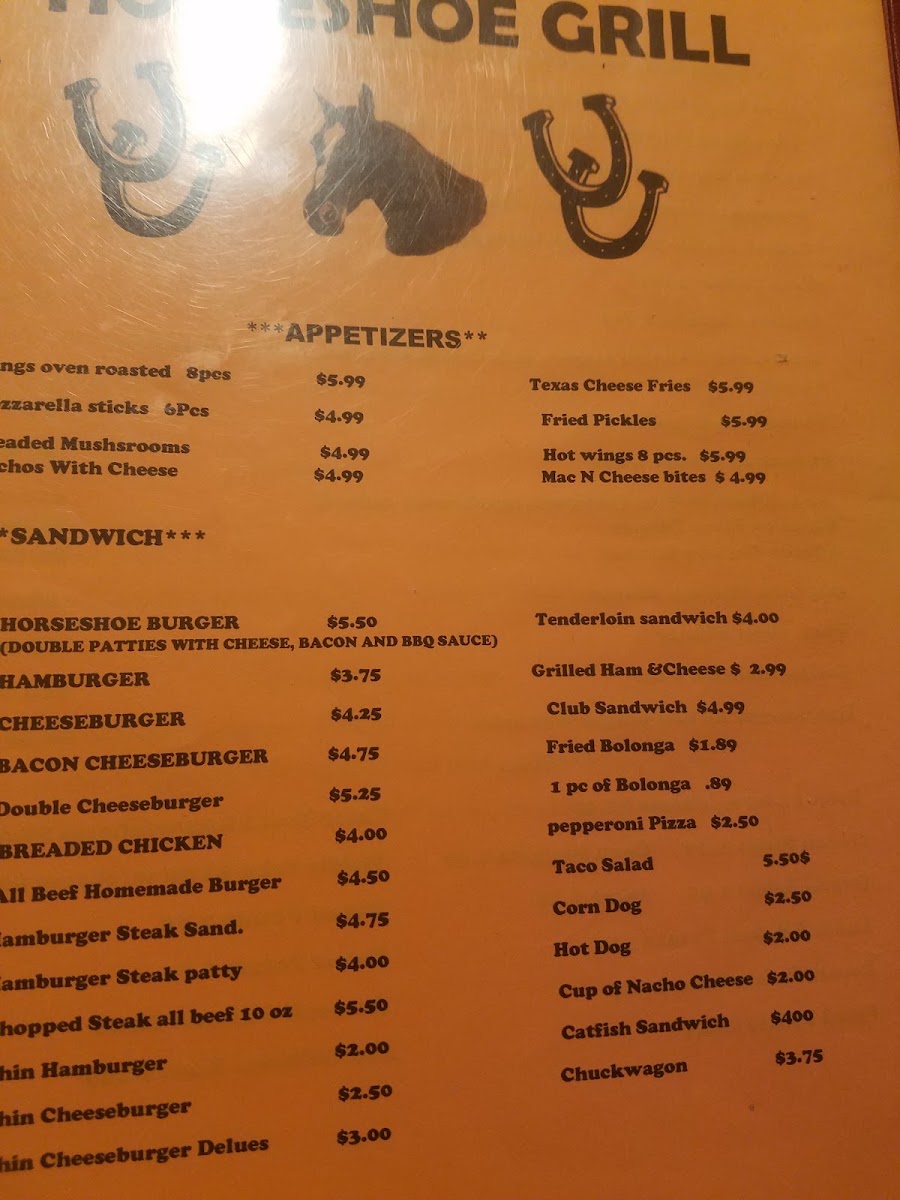 HORSESHOE GRILL
***APPETIZERS**
ngs oven roasted 8pcs $5.99
zzarella sticks 6Pcs $4.99
eaded Mushsrooms $4.99
chos With Cheese $4.99
Texas Cheese Fries $5.99
Fried Pickles $5.99
Hot wings 8 pcs. $5.99
Mac N Cheese bites $ 4.99
*SANDWICH***
HORSESHOE BURGER $5.50
(DOUBLE PATTIES WITH CHEESE, BACON AND BBQ SAUCE)
HAMBURGER $3.75
CHEESEBURGER $4.25
BACON CHEESEBURGER $4.75
Double Cheeseburger $5.25
BREADED CHICKEN $4.00
All Beef Homemade Burger $4.50
amburger Steak Sand. $4.75
amburger Steak patty $4.00
hopped Steak all beef 10 oz $5.50
hin Hamburger $2.00
hin Cheeseburger $2.50
hin Cheeseburger Delues $3.00
Tenderloin sandwich $4.00
Grilled Ham &Cheese $ 2.99
Club Sandwich $4.99
Fried Bolonga $1.89
1 pc of Bolonga .89
pepperoni Pizza $2.50
Taco Salad 5.50$
Corn Dog $2.50
Hot Dog $2.00
Cup of Nacho Cheese $2.00
Catfish Sandwich $400
Chuckwagon $3.75